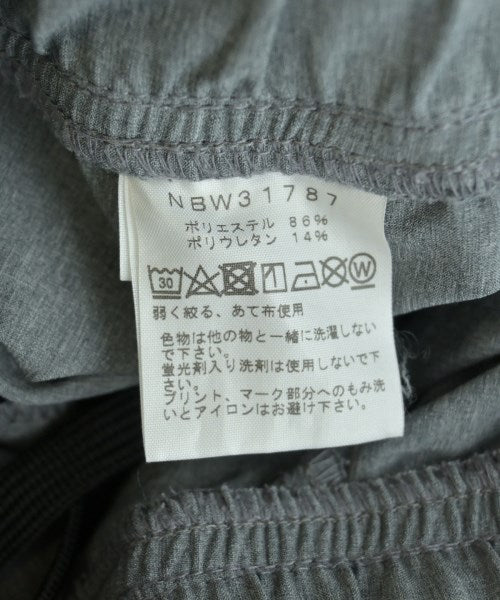 NBW31787
ポリエステル 86%
ポリウレタン 14%
30 W
弱く絞る、あて布使用
色物は他の物と一緒に洗濯しない
で下さい。
蛍光剤入り洗剤は使用しないで下
さい。
プリント、マーク部分へのもみ洗
いとアイロンはお避け下さい。